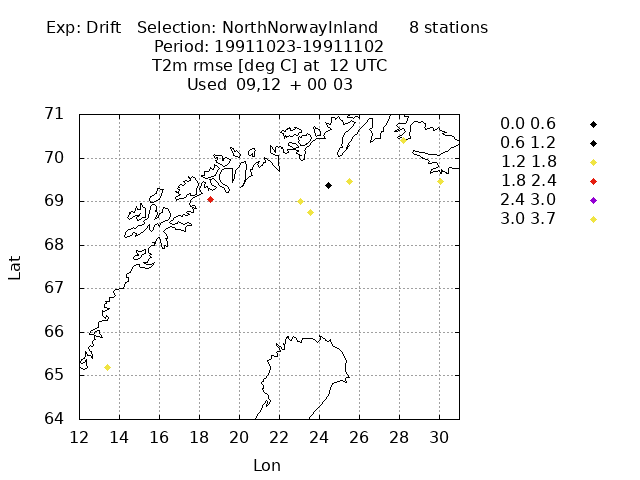 Exp: Drift   Selection: NorthNorwayInland      8 stations
Period: 19911023-19911102
T2m rmse [deg C] at  12 UTC
Used  09,12  + 00 03
71
70
69
68
67
66
65
64
12 14 16 18 20 22 24 26 28 30
Lat
Lon
0.0 0.6
0.6 1.2
1.2 1.8
1.8 2.4
2.4 3.0
3.0 3.7